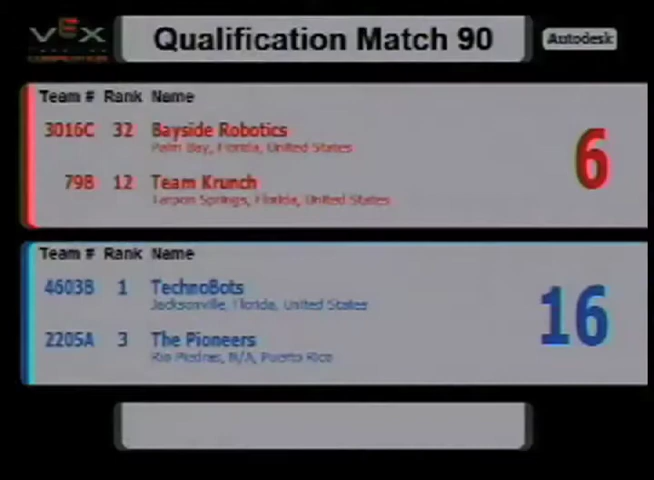 VEX
COMPETITION
Qualification Match 90
Autodesk
Team # Rank Name
3016C 32 Bayside Robotics
Palm Bay, Florida, United States
6
79B 12 Team Krunch
Tarpon Springs, Florida, United States
Team # Rank Name
4603B 1 TechnoBots
Jacksonville, Florida, United States
16
2205A 3 The Pioneers
Rio Piedras, N/A, Puerto Rico